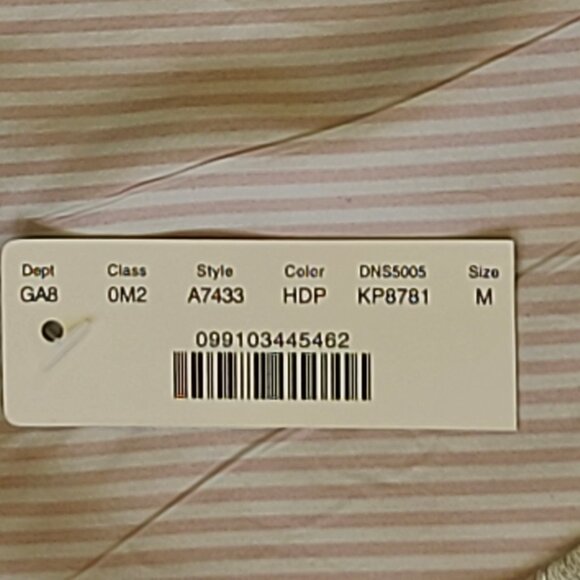 Dept Class Style Color DNS5005 Size
GA8 0M2 A7433 HDP KP8781 M
099103445462